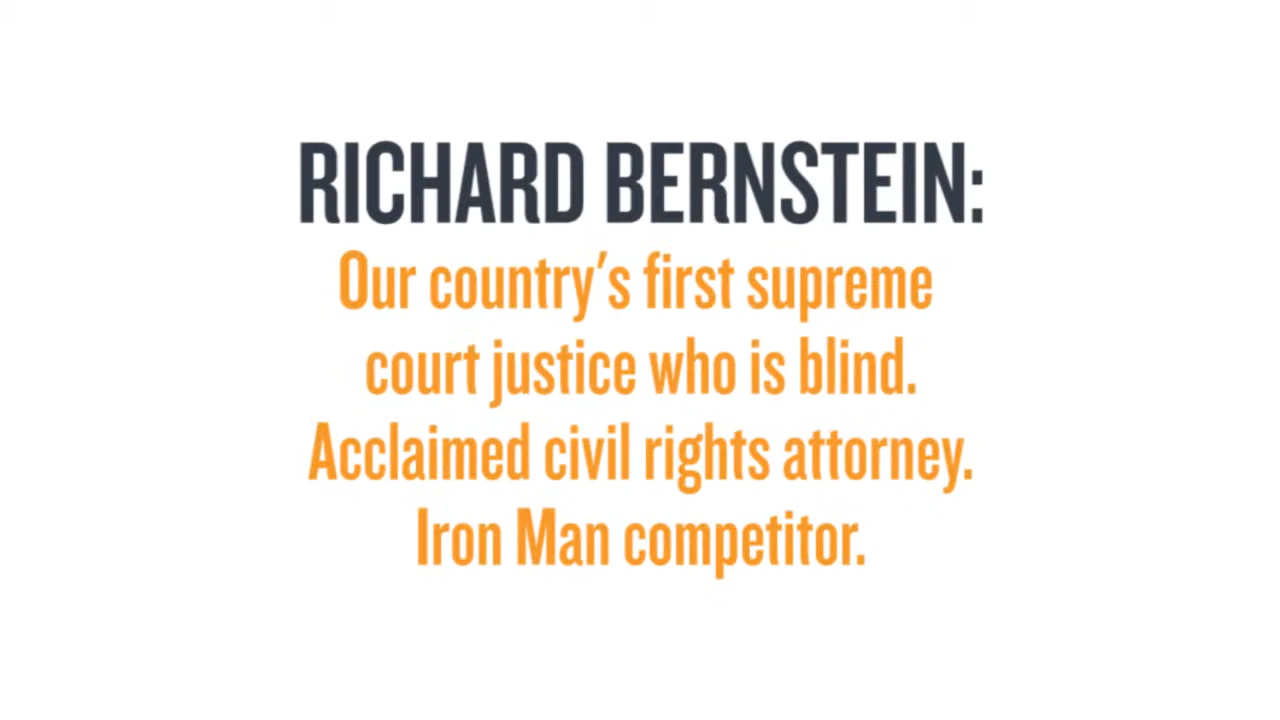 RICHARD BERNSTEIN:
Our country's first supreme
court justice who is blind.
Acclaimed civil rights attorney.
Iron Man competitor.